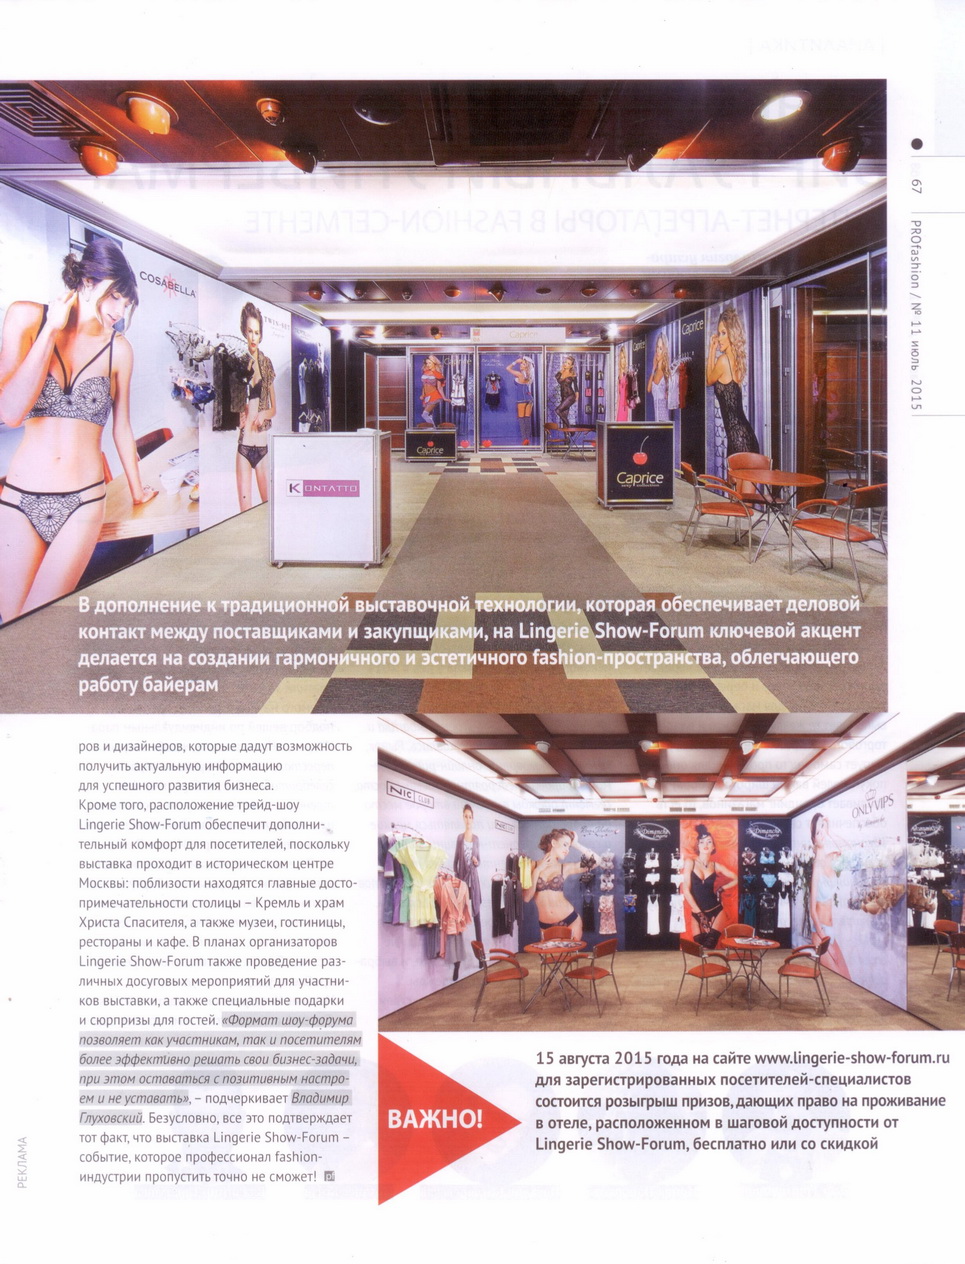 67
PROfashion / № 11 июль 2015
COSABELLA
TWIN-SET
Caprice
Caprice
Caprice
KONTATTO
Caprice
В дополнение к традиционной выставочной технологии, которая обеспечивает деловой
контакт между поставщиками и закупщиками, на Lingerie Show-Forum ключевой акцент
делается на создании гармоничного и эстетичного fashion-пространства, облегчающего
работу байерам
ров и дизайнеров, которые дадут возможность
получить актуальную информацию
для успешного развития бизнеса.
Кроме того, расположение трейд-шоу
Lingerie Show-Forum обеспечит дополни-
тельный комфорт для посетителей, поскольку
выставка проходит в историческом центре
Москвы: поблизости находятся главные досто-
примечательности столицы – Кремль и храм
Христа Спасителя, а также музеи, гостиницы,
рестораны и кафе. В планах организаторов
Lingerie Show-Forum также проведение раз-
личных досуговых мероприятий для участни-
ков выставки, а также специальные подарки
и сюрпризы для гостей. «Формат шоу-форума
позволяет как участникам, так и посетителям
более эффективно решать свои бизнес-задачи,
при этом оставаться с позитивным настро-
ем и не уставать», – подчеркивает Владимир
Глуховский. Безусловно, все это подтверждает
тот факт, что выставка Lingerie Show-Forum –
событие, которое профессионал fashion-
индустрии пропустить точно не сможет!
NIC CLUB
Dimanche
Dimanche
ONLY VIPS
ВАЖНО!
15 августа 2015 года на сайте www.lingerie-show-forum.ru
для зарегистрированных посетителей-специалистов
состоится розыгрыш призов, дающих право на проживание
в отеле, расположенном в шаговой доступности от
Lingerie Show-Forum, бесплатно или со скидкой
РЕКЛАМА